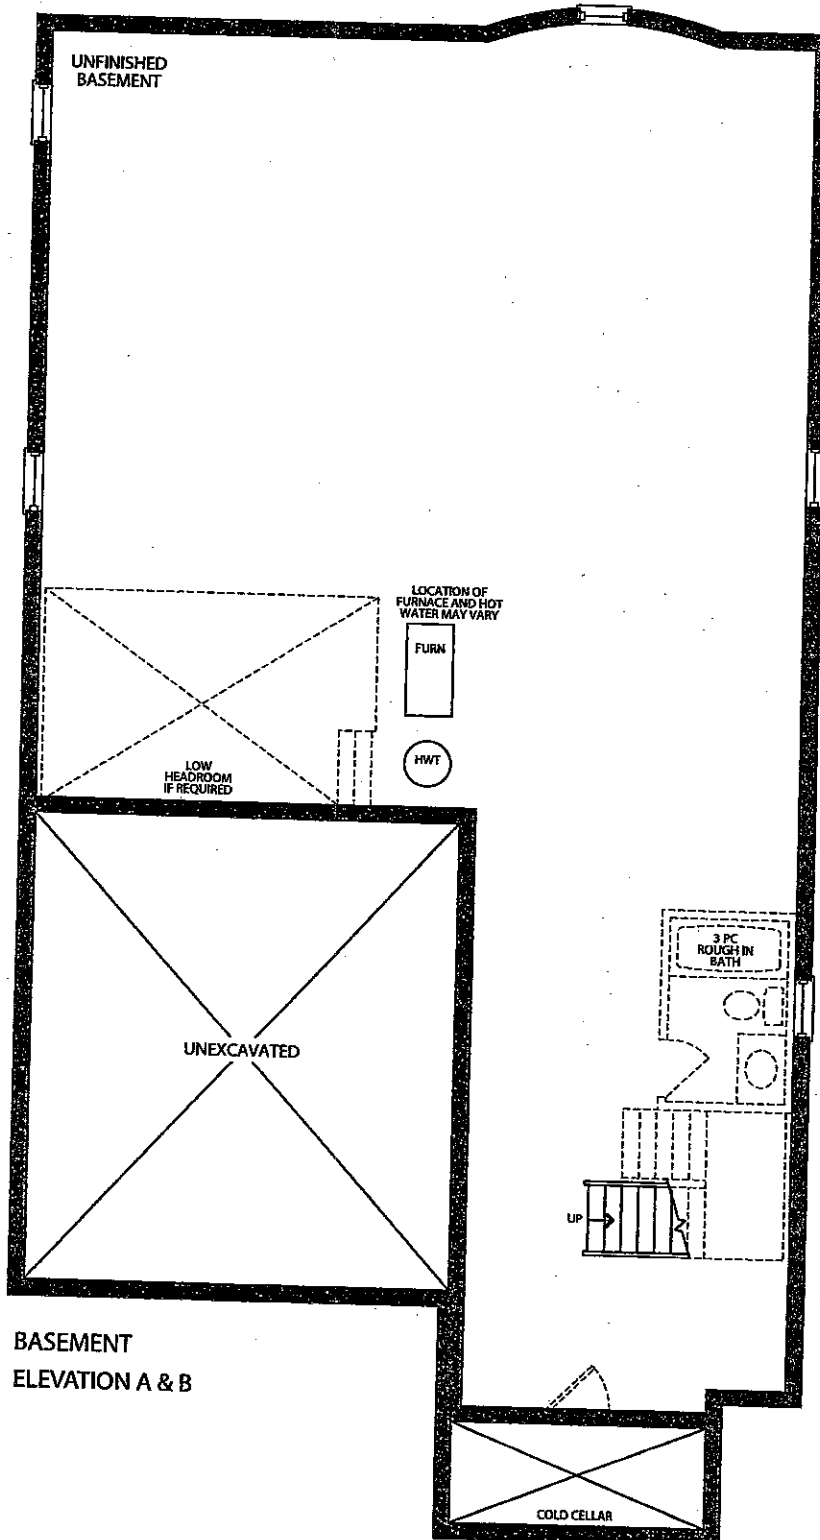 UNFINISHED
BASEMENT
LOCATION OF
FURNACE AND HOT
WATER MAY VARY
FURN
HWT
LOW
HEADROOM
IF REQUIRED
3 PC
ROUGH IN
BATH
UNEXCAVATED
UP
BASEMENT
ELEVATION A & B
COLD CELLAR